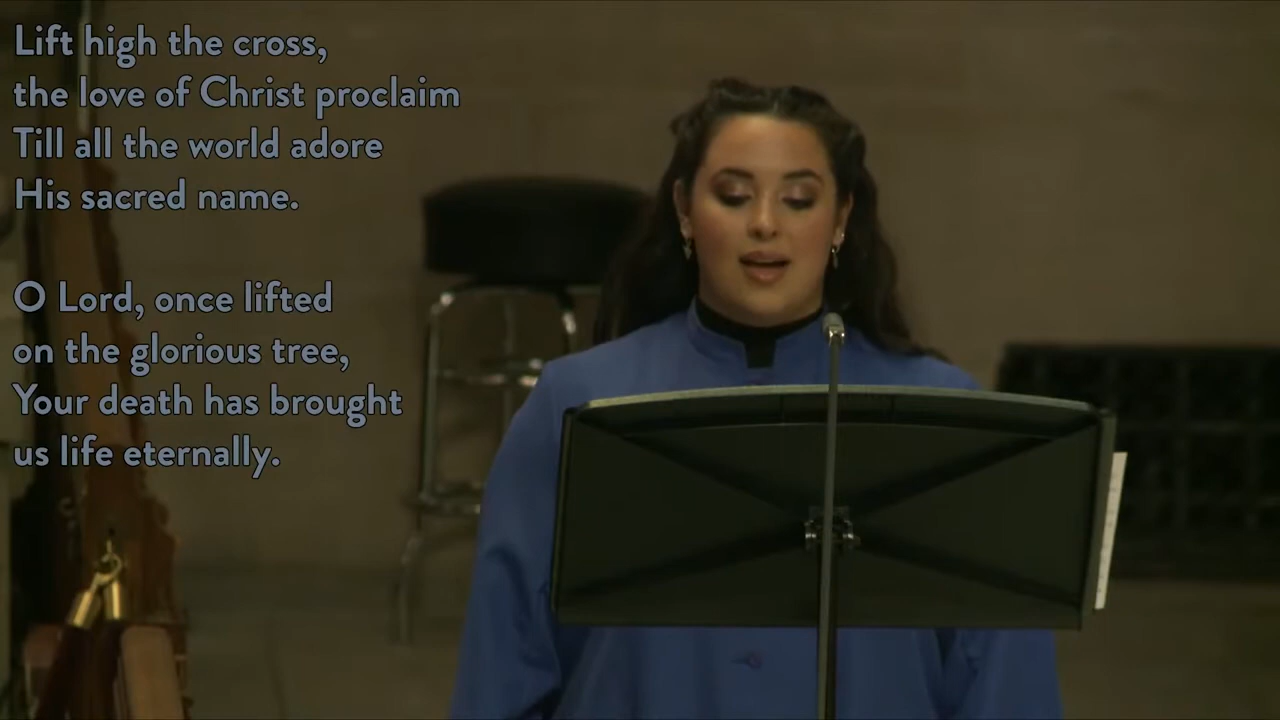 Lift high the cross,
the love of Christ proclaim
Till all the world adore
His sacred name.
O Lord, once lifted
on the glorious tree,
Your death has brought
us life eternally.